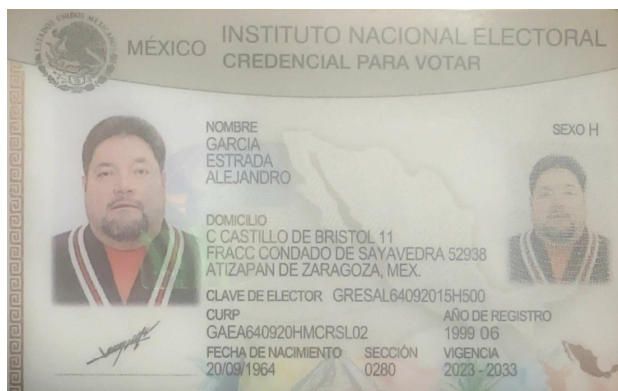 MÉXICO
INSTITUTO NACIONAL ELECTORAL
CREDENCIAL PARA VOTAR
NOMBRE
GARCIA
ESTRADA
ALEJANDRO
SEXO H
DOMICILIO
C CASTILLO DE BRISTOL 11
FRACC CONDADO DE SAYAVEDRA 52938
ATIZAPAN DE ZARAGOZA, MEX.
CLAVE DE ELECTOR GRESAL64092015H500
CURP
GAEA640920HMCRSL02
AÑO DE REGISTRO
1999 06
FECHA DE NACIMIENTO SECCIÓN VIGENCIA
20/09/1964 0280 2023 - 2033